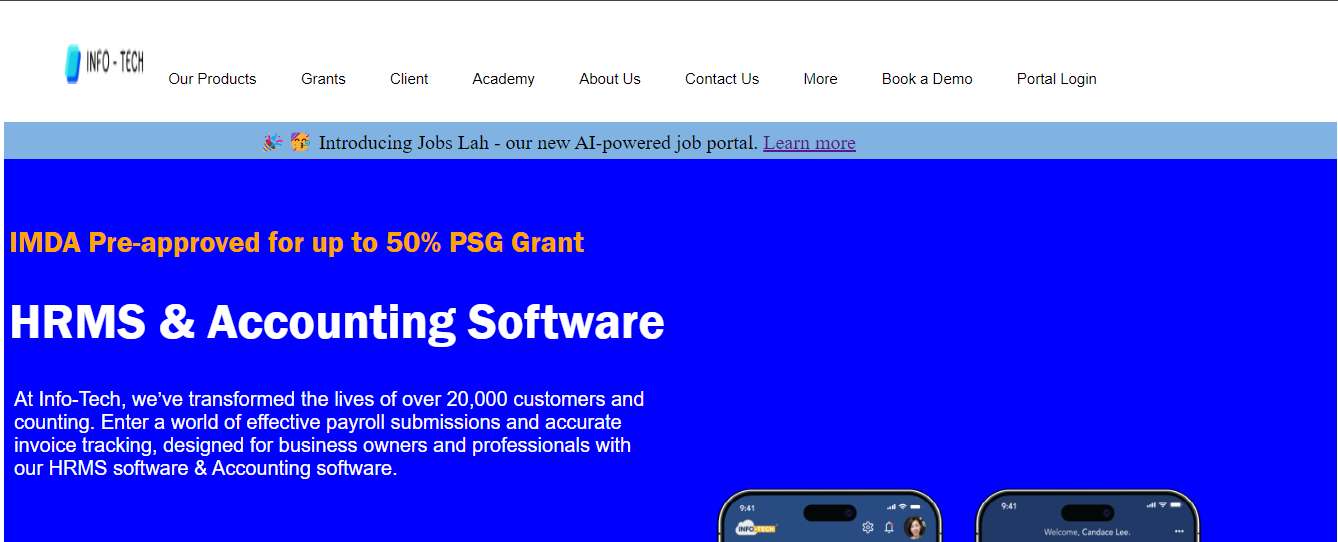 INFO - TECH
Our Products Grants Client Academy About Us Contact Us More Book a Demo Portal Login
🎉 🥳 Introducing Jobs Lah - our new AI-powered job portal. Learn more
IMDA Pre-approved for up to 50% PSG Grant
HRMS & Accounting Software
At Info-Tech, we’ve transformed the lives of over 20,000 customers and
counting. Enter a world of effective payroll submissions and accurate
invoice tracking, designed for business owners and professionals with
our HRMS software & Accounting software.
9:41
INFO-TECH
9:41
Welcome, Candace Lee.